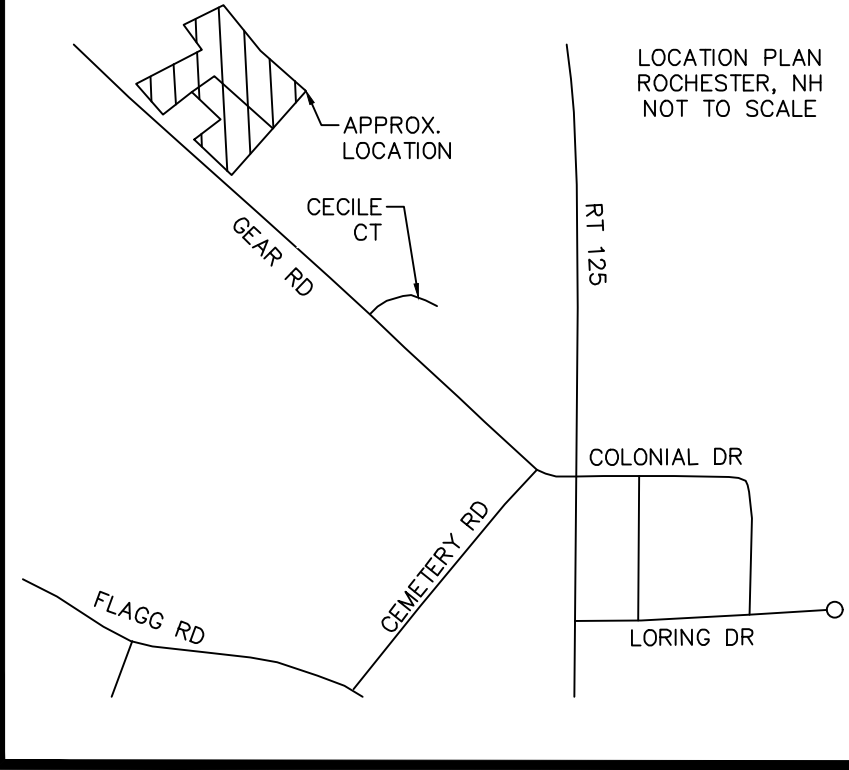 LOCATION PLAN
ROCHESTER, NH
NOT TO SCALE
APPROX.
LOCATION
CECILE
CT
GEAR RD
RT 125
COLONIAL DR
CEMETERY RD
FLAGG RD
LORING DR